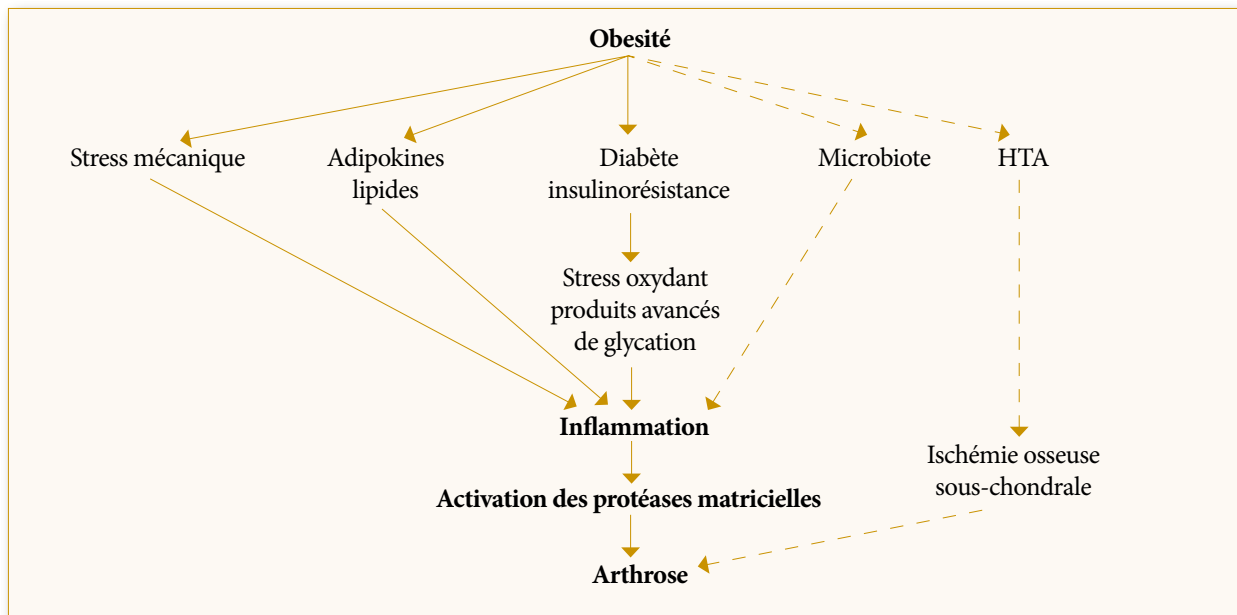 Obesité
Stress mécanique
Adipokines
lipides
Diabète
insulinorésistance
Microbiote
HTA
Stress oxydant
produits avancés
de glycation
Inflammation
Ischémie osseuse
sous-chondrale
Activation des protéases matricielles
Arthrose